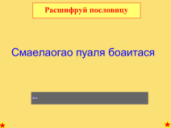 Расшифруй пословицу
Смаелаогао пуаля боаитася